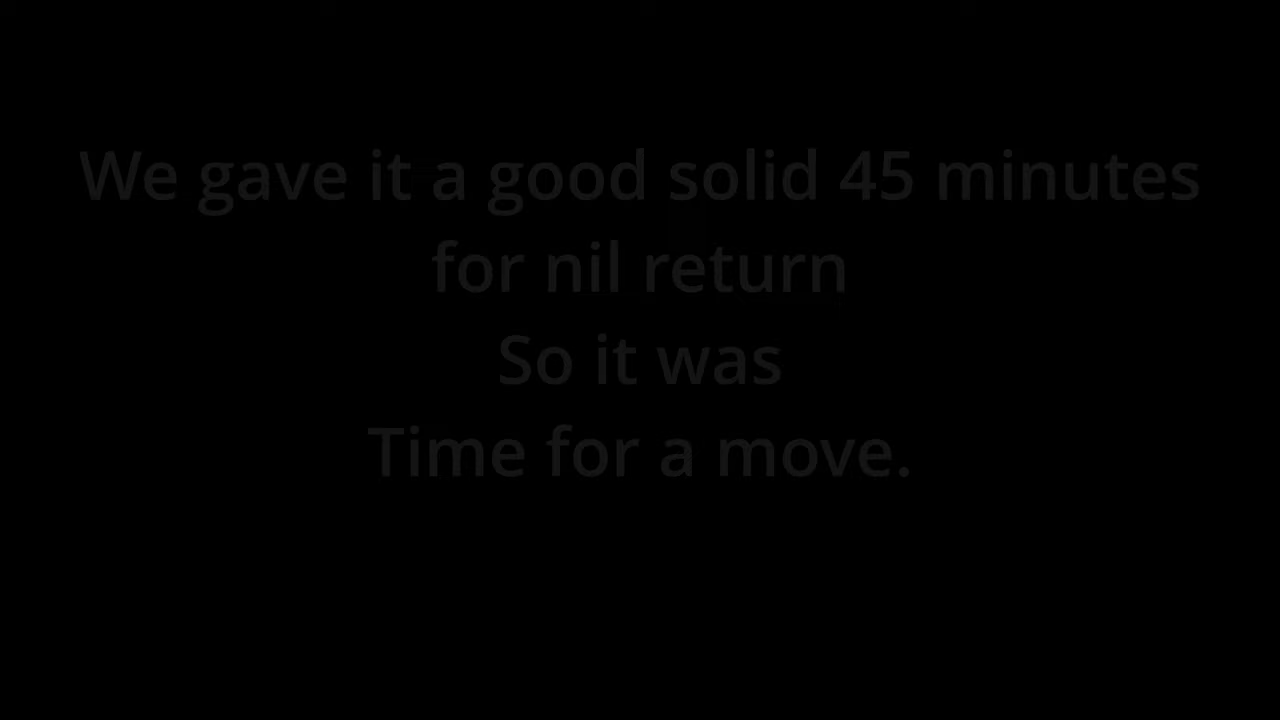 We gave it a good solid 45 minutes
for nil return
So it was
Time for a move.